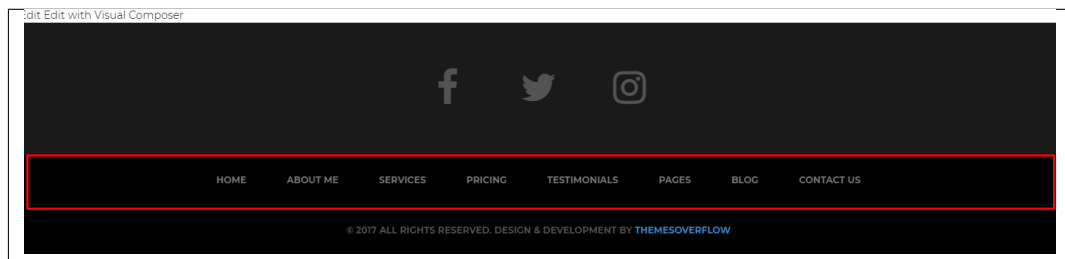 Edit Edit with Visual Composer
HOME ABOUT ME SERVICES PRICING TESTIMONIALS PAGES BLOG CONTACT US
© 2017 ALL RIGHTS RESERVED. DESIGN & DEVELOPMENT BY THEMESOVERFLOW